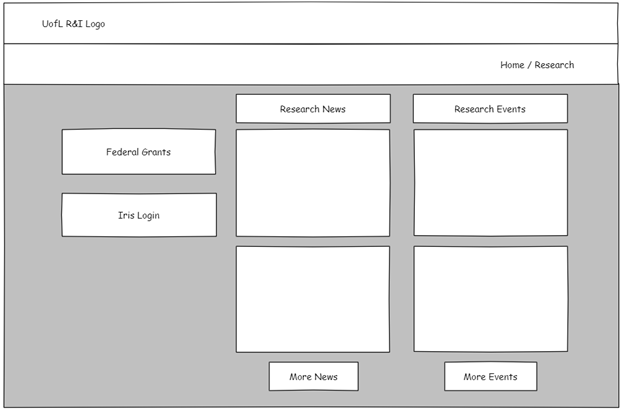 UofL R&I Logo
Home / Research
Federal Grants
Iris Login
Research News
More News
Research Events
More Events